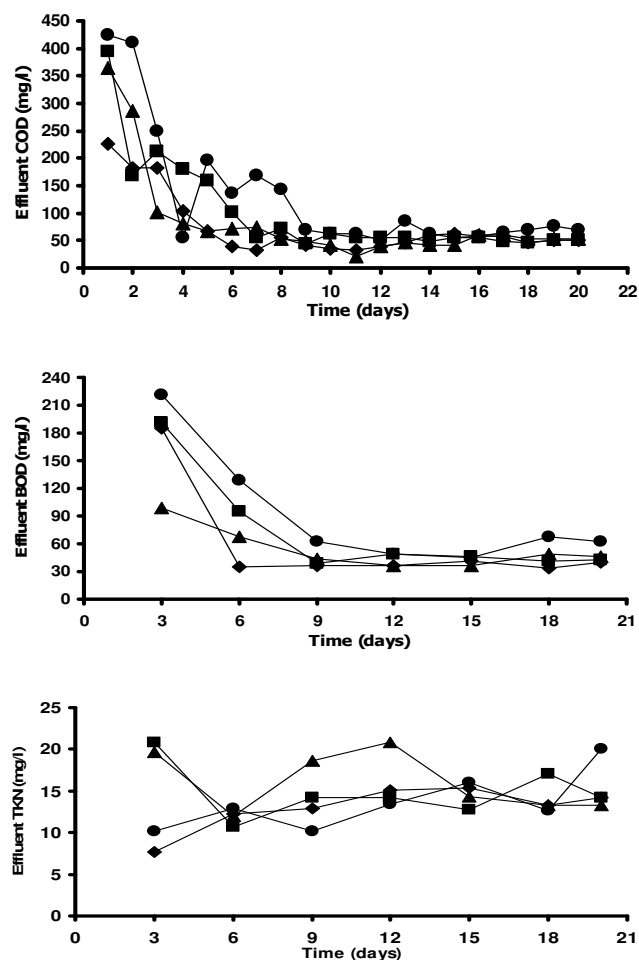 Effluent COD (mg/l)
450
400
350
300
250
200
150
100
50
0
0 2 4 6 8 10 12 14 16 18 20 22
Time (days)
Effluent BOD (mg/l)
240
210
180
150
120
90
60
30
0
0 3 6 9 12 15 18 21
Time (days)
Effluent TKN (mg/l)
25
20
15
10
5
0
0 3 6 9 12 15 18 21
Time (days)